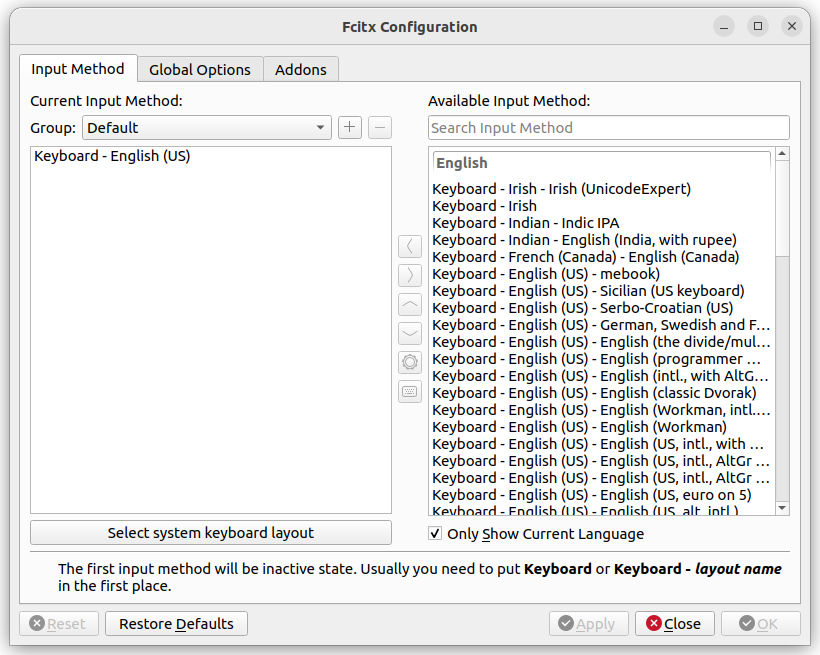 Fcitx Configuration
Input Method
Global Options
Addons
Current Input Method:
Available Input Method:
Group:
Default
Search Input Method
Keyboard - English (US)
English
Keyboard - Irish - Irish (UnicodeExpert)
Keyboard - Irish
Keyboard - Indian - Indic IPA
Keyboard - Indian - English (India, with rupee)
Keyboard - French (Canada) - English (Canada)
Keyboard - English (US) - mebook)
Keyboard - English (US) - Sicilian (US keyboard)
Keyboard - English (US) - Serbo-Croatian (US)
Keyboard - English (US) - German, Swedish and F...
Keyboard - English (US) - English (the divide/mul...
Keyboard - English (US) - English (programmer ...
Keyboard - English (US) - English (intl., with AltG...
Keyboard - English (US) - English (classic Dvorak)
Keyboard - English (US) - English (Workman, intl....
Keyboard - English (US) - English (Workman)
Keyboard - English (US) - English (US, intl., with ...
Keyboard - English (US) - English (US, intl., AltGr ...
Keyboard - English (US) - English (US, intl., AltGr ...
Keyboard - English (US) - English (US, euro on 5)
Keyboard - English (US) - English (US, alt. intl.)
Select system keyboard layout
Only Show Current Language
The first input method will be inactive state. Usually you need to put Keyboard or Keyboard - layout name
in the first place.
Reset
Restore Defaults
Apply
Close
OK